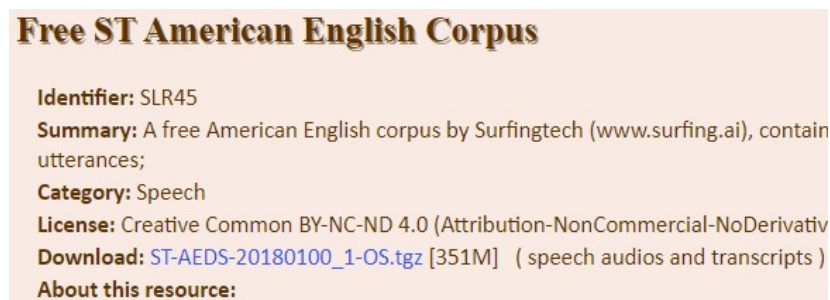 Free ST American English Corpus
Identifier: SLR45
Summary: A free American English corpus by Surfingtech (www.surfing.ai), contain
utterances;
Category: Speech
License: Creative Common BY-NC-ND 4.0 (Attribution-NonCommercial-NoDerivativ
Download: ST-AEDS-20180100_1-OS.tgz [351M] ( speech audios and transcripts )
About this resource: